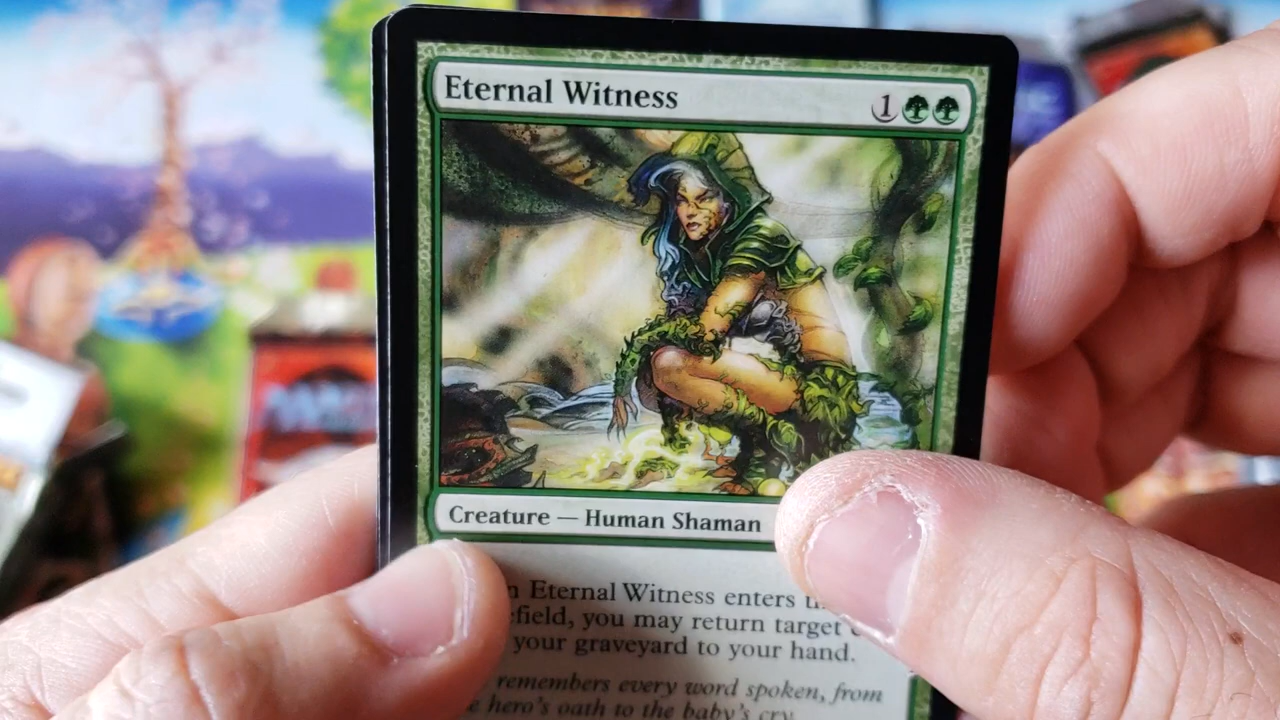 Eternal Witness 1
Creature — Human Shaman
Eternal Witness enters
you may return target
your graveyard to your hand.
remembers every word spoken, from
hero's oath to the baby's cry